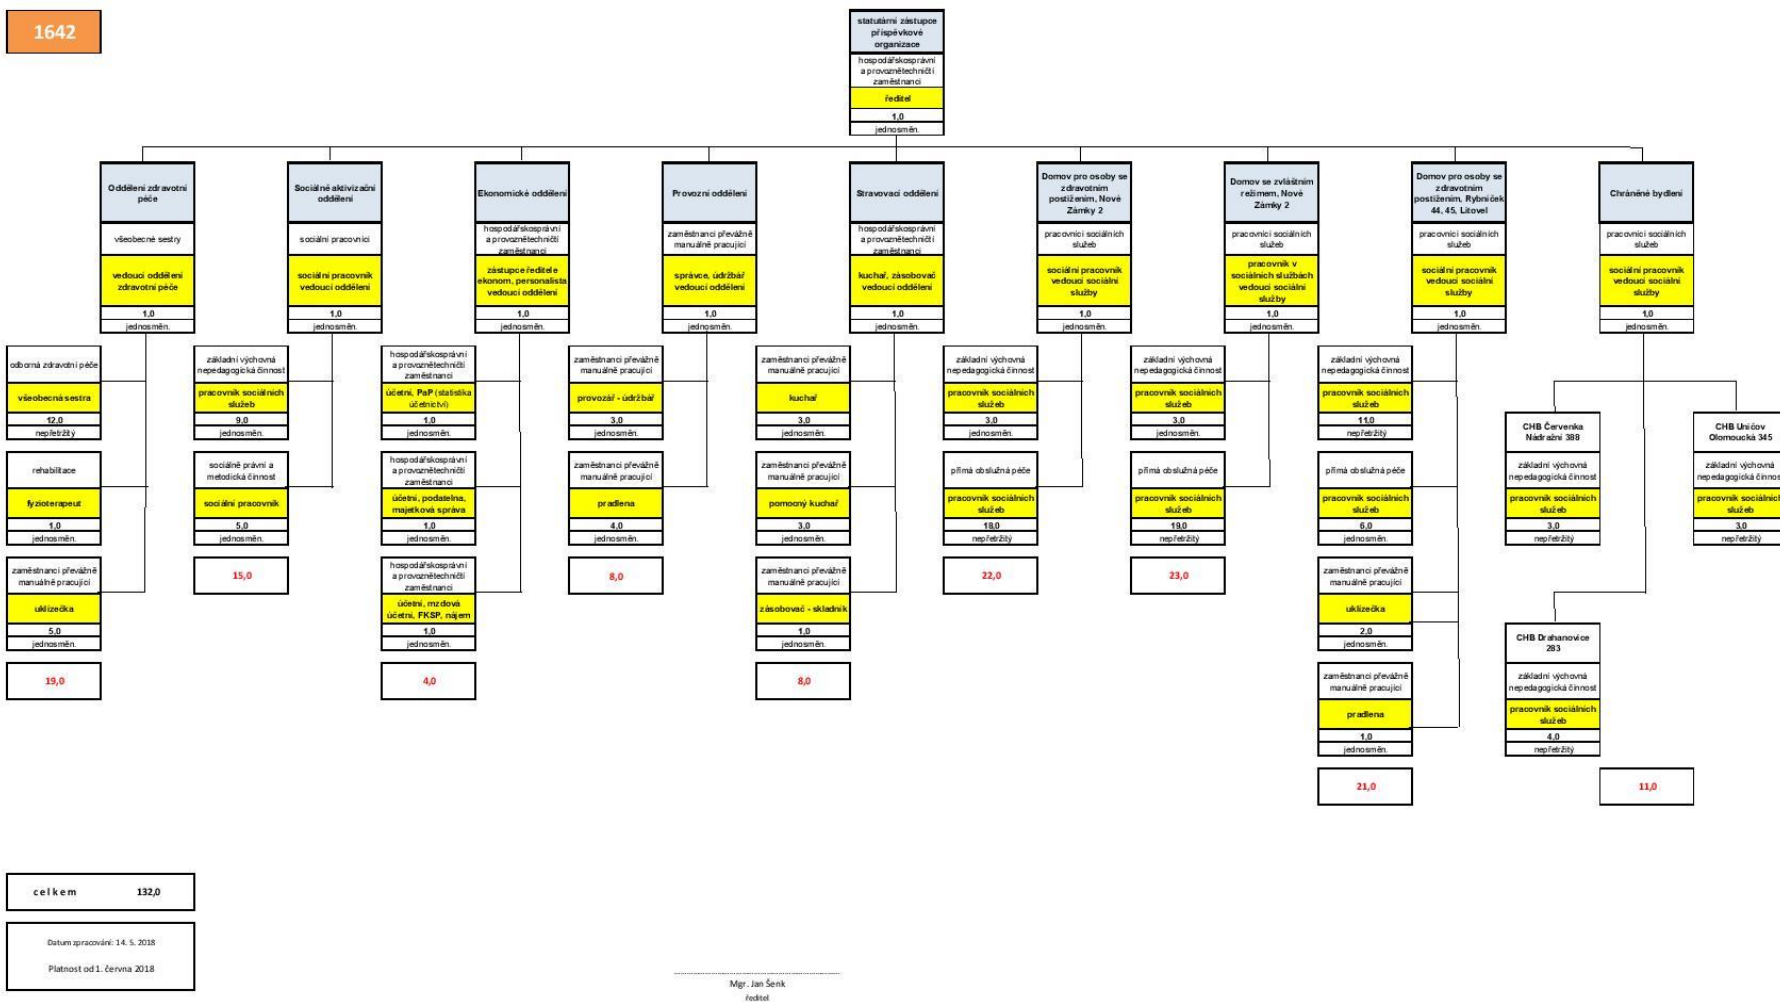 1642
statutární zástupce
příspěvkové
organizace
hospodářskosprávní
a provoznětechničtí
zaměstnanci
ředitel
1,0
jednosměn.
Oddělení zdravotní
péče
všeobecné sestry
vedoucí oddělení
zdravotní péče
1,0
jednosměn.
Sociálně aktivizační
oddělení
sociální pracovníci
sociální pracovník
vedoucí oddělení
1,0
jednosměn.
Ekonomické oddělení
hospodářskosprávní
a provoznětechničtí
zaměstnanci
zástupce ředitele
ekonom, personalista
vedoucí oddělení
1,0
jednosměn.
Provozní oddělení
zaměstnanci převážně
manuálně pracující
správce, údržbář
vedoucí oddělení
1,0
jednosměn.
Stravovací oddělení
hospodářskosprávní
a provoznětechničtí
zaměstnanci
kuchař, zásobovač
vedoucí oddělení
1,0
jednosměn.
Domov pro osoby se
zdravotním
postižením, Nové
Zámky 2
pracovníci sociálních
služeb
sociální pracovník
vedoucí sociální
služby
1,0
jednosměn.
Domov se zvláštním
režimem, Nové
Zámky 2
pracovníci sociálních
služeb
pracovník v
sociálních službách
vedoucí sociální
služby
1,0
jednosměn.
Domov pro osoby se
zdravotním
postižením, Rybníček
44, 45, Litovel
pracovníci sociálních
služeb
sociální pracovník
vedoucí sociální
služby
1,0
jednosměn.
Chráněné bydlení
pracovníci sociálních
služeb
sociální pracovník
vedoucí sociální
služby
1,0
jednosměn.
odborná zdravotní péče
všeobecná sestra
12,0
nepřetržitý
rehabilitace
fyzioterapeut
1,0
jednosměn.
zaměstnanci převážně
manuálně pracující
uklízečka
5,0
jednosměn.
19,0
základní výchovná
nepedagogická činnost
pracovník sociálních
služeb
9,0
jednosměn.
sociálně právní a
metodická činnost
sociální pracovník
5,0
jednosměn.
15,0
hospodářskosprávní
a provoznětechničtí
zaměstnanci
účetní, PaP (statistika
účetnictví)
1,0
jednosměn.
hospodářskosprávní
a provoznětechničtí
zaměstnanci
účetní, podatelna,
majetková správa
1,0
jednosměn.
hospodářskosprávní
a provoznětechničtí
zaměstnanci
účetní, mzdová
účetní, FKSP, nájem
1,0
jednosměn.
4,0
zaměstnanci převážně
manuálně pracující
provozář - údržbář
3,0
jednosměn.
zaměstnanci převážně
manuálně pracující
pradlena
4,0
jednosměn.
8,0
zaměstnanci převážně
manuálně pracující
kuchař
3,0
jednosměn.
zaměstnanci převážně
manuálně pracující
pomocný kuchař
3,0
jednosměn.
zaměstnanci převážně
manuálně pracující
zásobovač - skladník
1,0
jednosměn.
8,0
základní výchovná
nepedagogická činnost
pracovník sociálních
služeb
3,0
jednosměn.
přímá obslužná péče
pracovník sociálních
služeb
18,0
nepřetržitý
22,0
základní výchovná
nepedagogická činnost
pracovník sociálních
služeb
3,0
jednosměn.
přímá obslužná péče
pracovník sociálních
služeb
19,0
nepřetržitý
23,0
základní výchovná
nepedagogická činnost
pracovník sociálních
služeb
11,0
nepřetržitý
přímá obslužná péče
pracovník sociálních
služeb
6,0
jednosměn.
zaměstnanci převážně
manuálně pracující
uklízečka
2,0
jednosměn.
zaměstnanci převážně
manuálně pracující
pradlena
1,0
jednosměn.
21,0
CHB Červenka
Nádražní 388
základní výchovná
nepedagogická činnost
pracovník sociálních
služeb
3,0
nepřetržitý
CHB Uničov
Olomoucká 345
základní výchovná
nepedagogická činnost
pracovník sociálních
služeb
3,0
nepřetržitý
CHB Drahanovice
283
základní výchovná
nepedagogická činnost
pracovník sociálních
služeb
4,0
nepřetržitý
11,0
celkem 132,0
Datum zpracování: 14. 5. 2018
Platnost od 1. června 2018
Mgr. Jan Šenk
ředitel